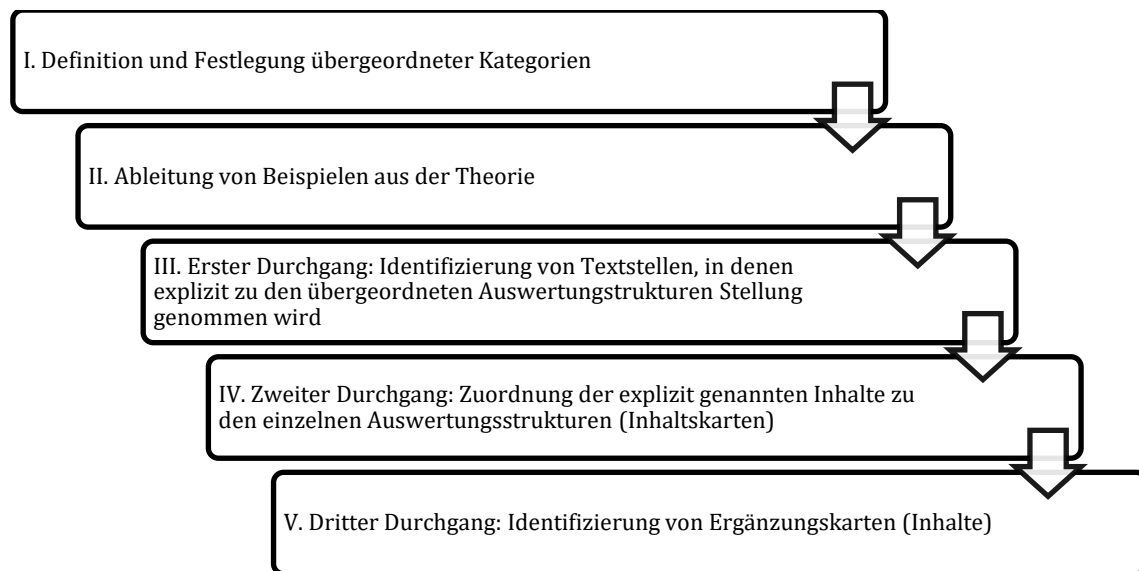 I. Definition und Festlegung übergeordneter Kategorien
II. Ableitung von Beispielen aus der Theorie
III. Erster Durchgang: Identifizierung von Textstellen, in denen
explizit zu den übergeordneten Auswertungstrukturen Stellung
genommen wird
IV. Zweiter Durchgang: Zuordnung der explizit genannten Inhalte zu
den einzelnen Auswertungsstrukturen (Inhaltskarten)
V. Dritter Durchgang: Identifizierung von Ergänzungskarten (Inhalte)